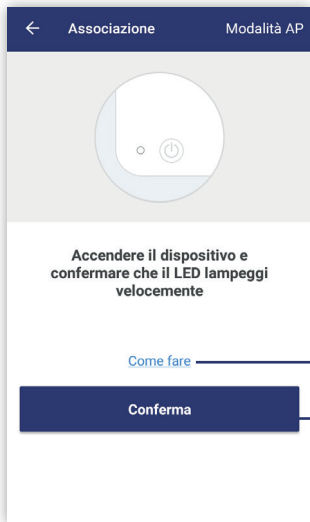 Associazione Modalità AP
Accendere il dispositivo e
confermare che il LED lampeggi
velocemente
Come fare
Conferma